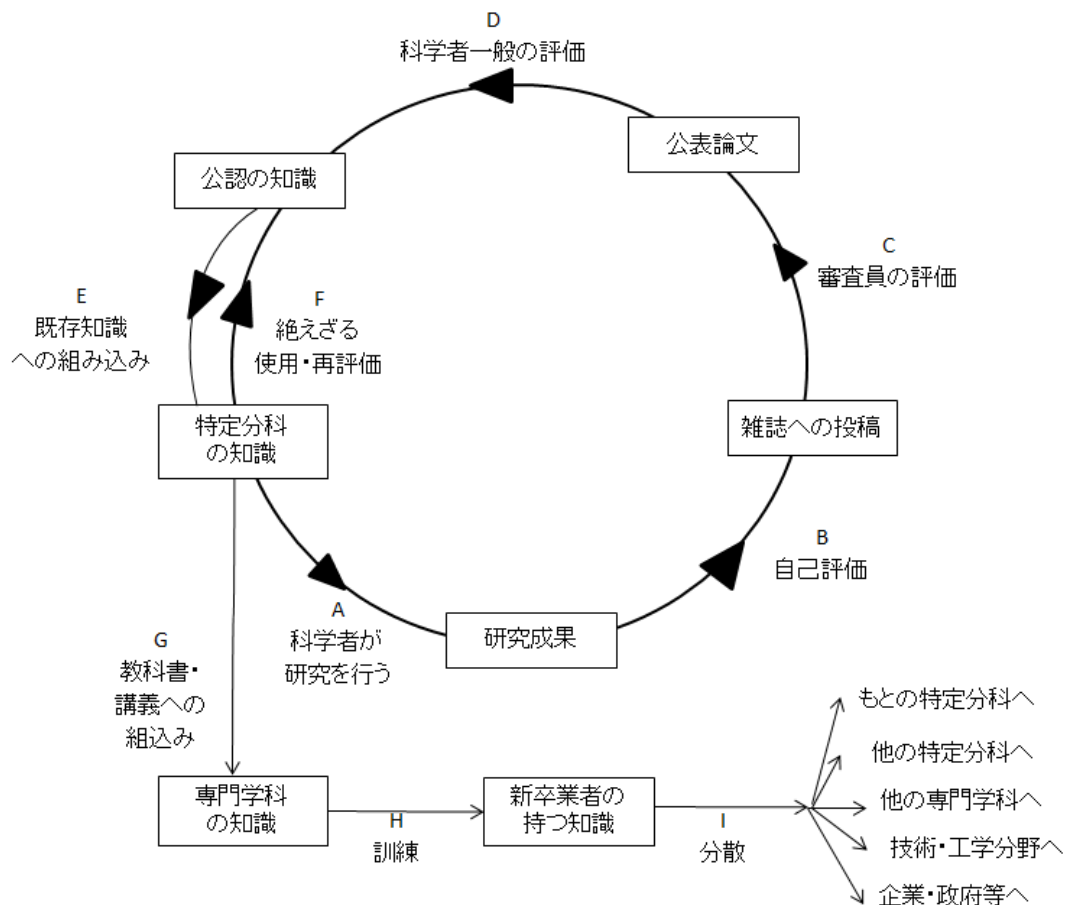 D
科学者一般の評価
公表論文
公認の知識
C
審査員の評価
E
既存知識
への組み込み
F
絶えざる
使用・再評価
特定分科
の知識
雑誌への投稿
B
自己評価
A
科学者が
研究を行う
研究成果
G
教科書・
講義への
組込み
専門学科
の知識
H
訓練
新卒業者の
持つ知識
I
分散
もとの特定分科へ
他の特定分科へ
他の専門学科へ
技術・工学分野へ
企業・政府等へ